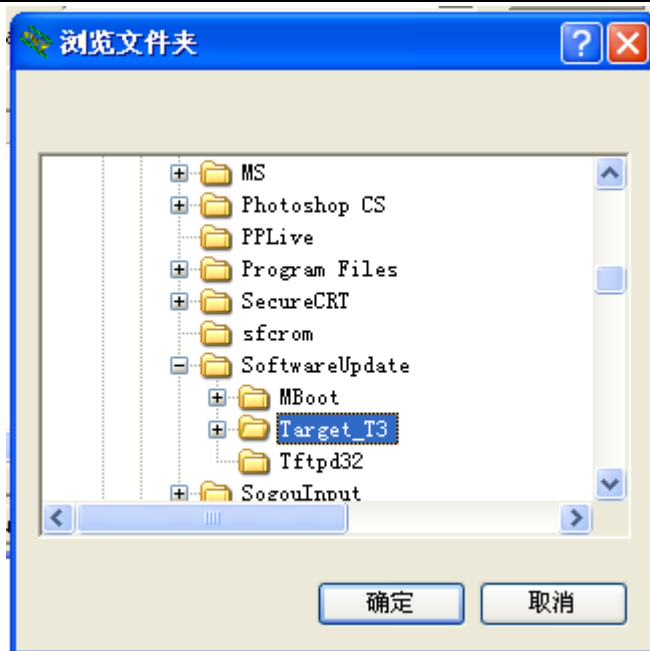 浏览文件夹
MS
Photoshop CS
PPLive
Program Files
SecureCRT
sfcrom
SoftwareUpdate
MBoot
Target_T3
Tftpd32
SogouInput
确定 取消